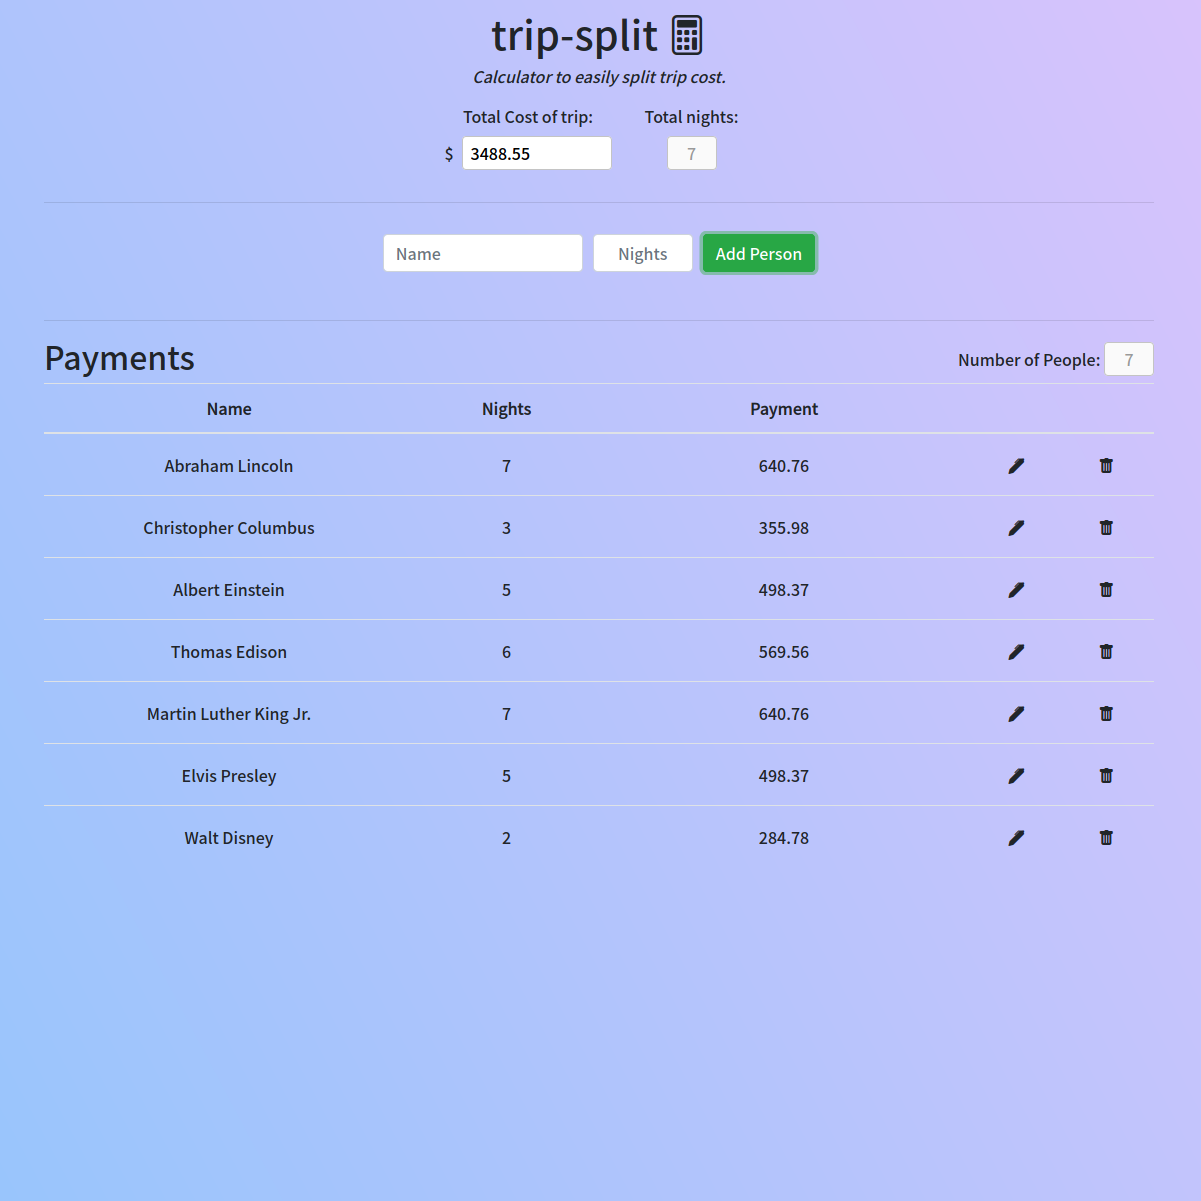 trip-split
Calculator to easily split trip cost.
Total Cost of trip: Total nights:
$ 3488.55 7
Name Nights Add Person
Payments Number of People: 7
Name Nights Payment
Abraham Lincoln 7 640.76
Christopher Columbus 3 355.98
Albert Einstein 5 498.37
Thomas Edison 6 569.56
Martin Luther King Jr. 7 640.76
Elvis Presley 5 498.37
Walt Disney 2 284.78